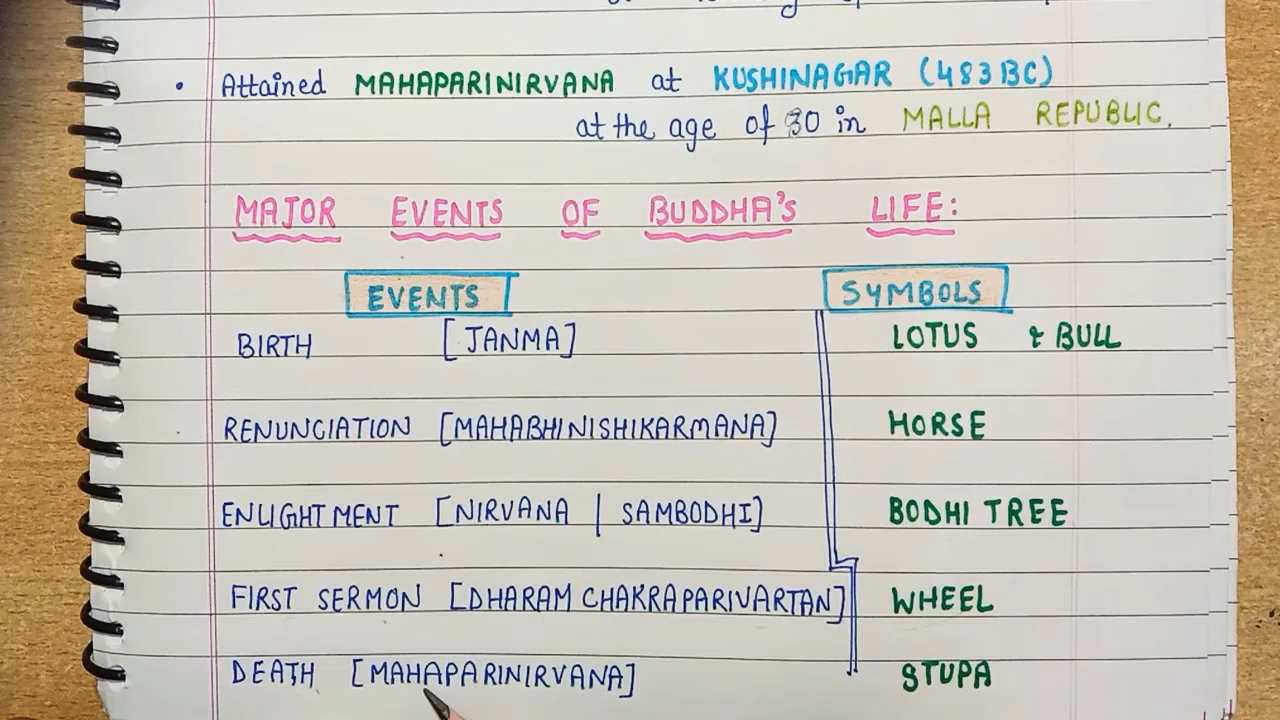 • Attained MAHAPARINIRVANA at KUSHINAGAR (483 BC)
at the age of 80 in MALLA REPUBLIC.
MAJOR EVENTS OF BUDDHA'S LIFE:
EVENTS SYMBOLS
BIRTH [JANMA] LOTUS & BULL
RENUNCIATION [MAHABHINISHIKARMANA] HORSE
ENLIGHTMENT [NIRVANA | SAMBODHI] BODHI TREE
FIRST SERMON [DHARAM CHAKRAPARIVARTAN] WHEEL
DEATH [MAHAPARINIRVANA] STUPA